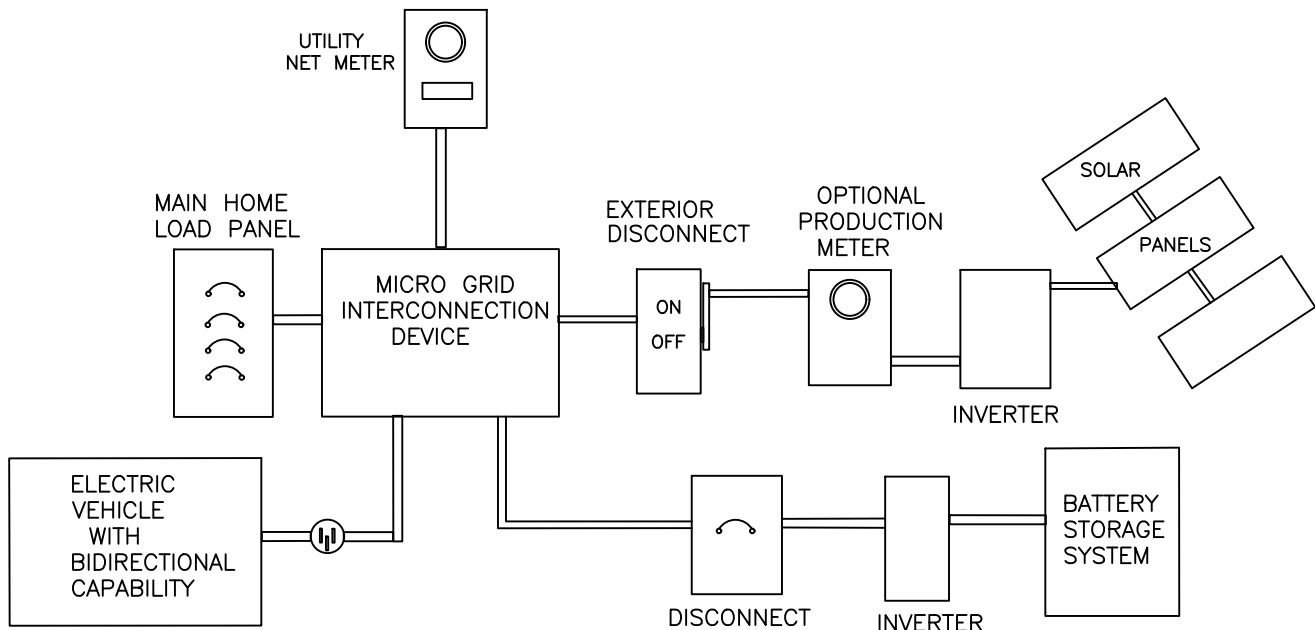 UTILITY
NET METER
MAIN HOME
LOAD PANEL
MICRO GRID
INTERCONNECTION
DEVICE
EXTERIOR
DISCONNECT
ON
OFF
OPTIONAL
PRODUCTION
METER
INVERTER
SOLAR
PANELS
ELECTRIC
VEHICLE
WITH
BIDIRECTIONAL
CAPABILITY
DISCONNECT
INVERTER
BATTERY
STORAGE
SYSTEM